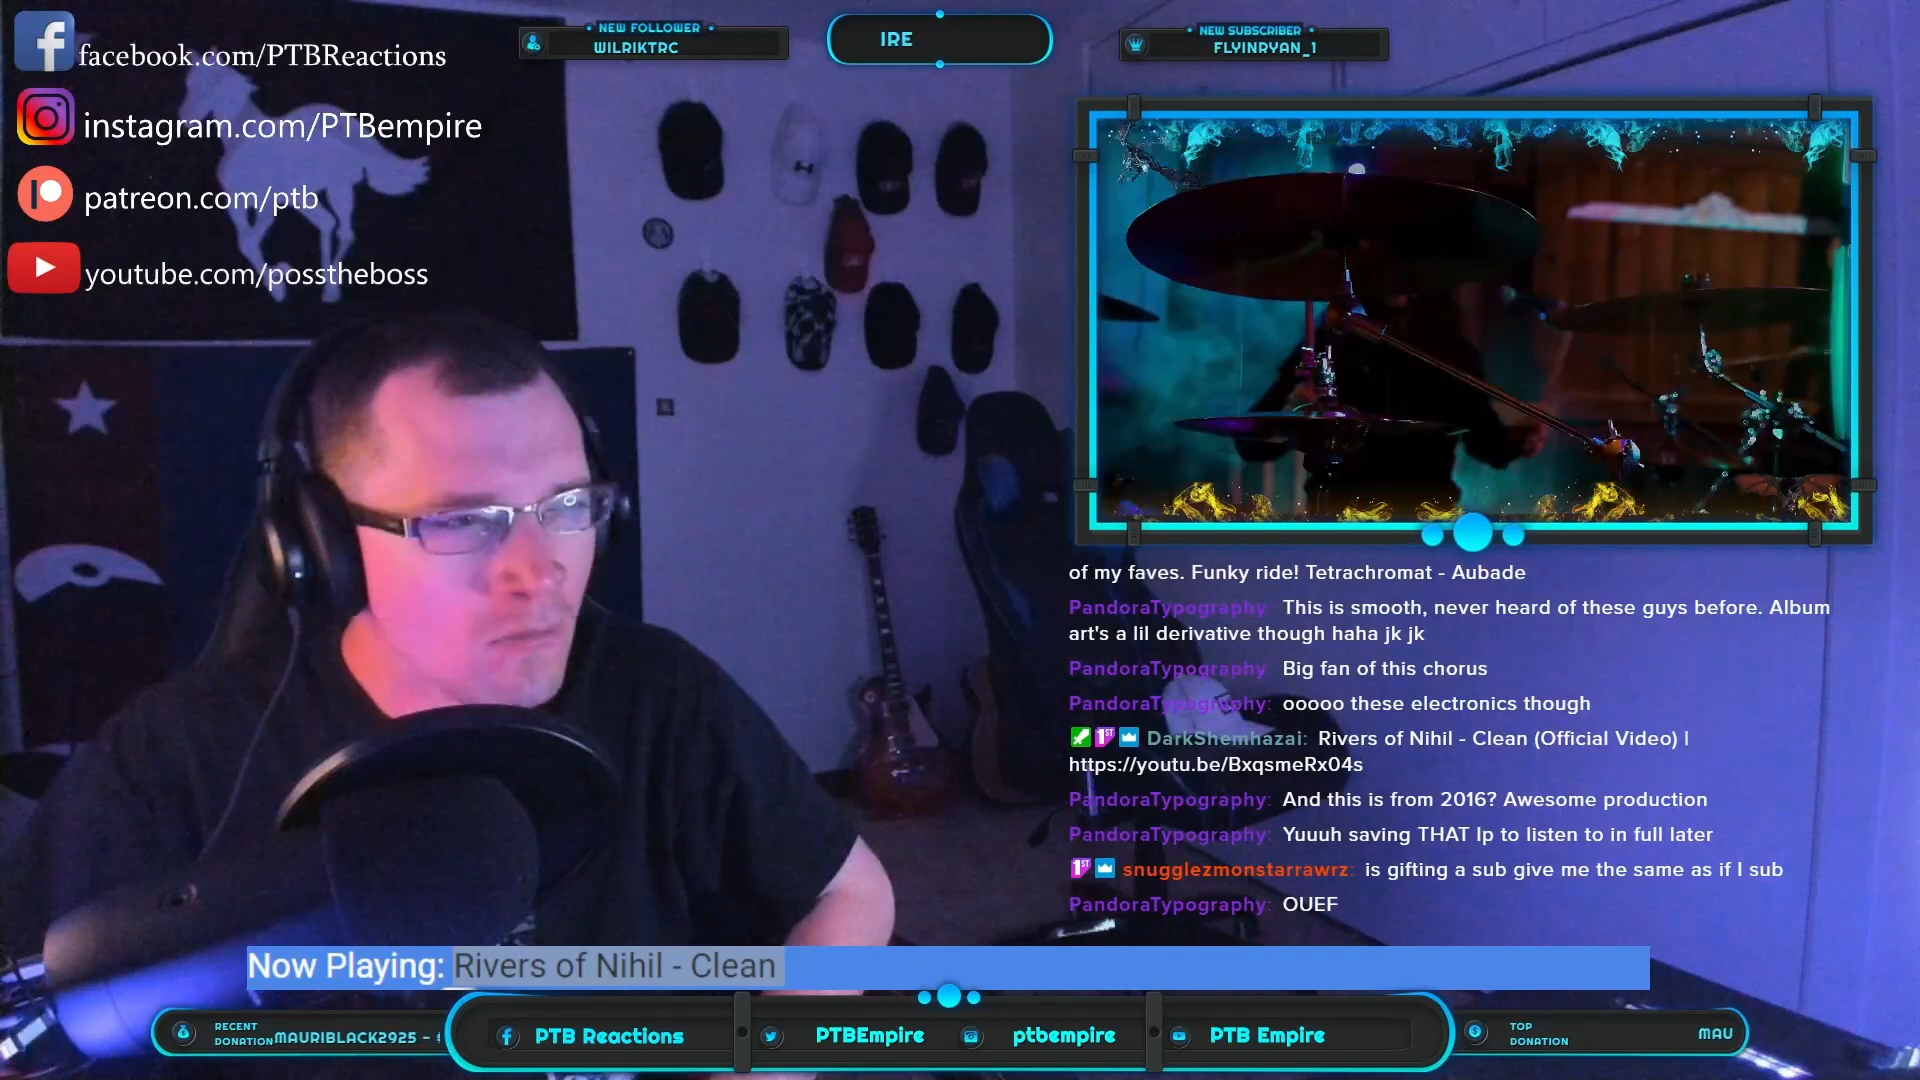 facebook.com/PTBReactions
instagram.com/PTBempire
patreon.com/ptb
youtube.com/posstheboss
NEW FOLLOWER
WILRIKTRC
IRE
NEW SUBSCRIBER
FLYINRYAN_1
of my faves. Funky ride! Tetrachromat - Aubade
PandoraTypography: This is smooth, never heard of these guys before. Album
art's a lil derivative though haha jk jk
PandoraTypography: Big fan of this chorus
PandoraTypography: ooooo these electronics though
1ST DarkShemhazai: Rivers of Nihil - Clean (Official Video) |
https://youtu.be/BxqsmeRx04s
PandoraTypography: And this is from 2016? Awesome production
PandoraTypography: Yuuuh saving THAT lp to listen to in full later
1ST snugglezmonstarrawrz: is gifting a sub give me the same as if I sub
PandoraTypography: OUEF
Now Playing: Rivers of Nihil - Clean
RECENT
DONATION MAURIBLACK2925 -
PTB Reactions
PTBEmpire
ptbempire
PTB Empire
TOP
DONATION
MAU